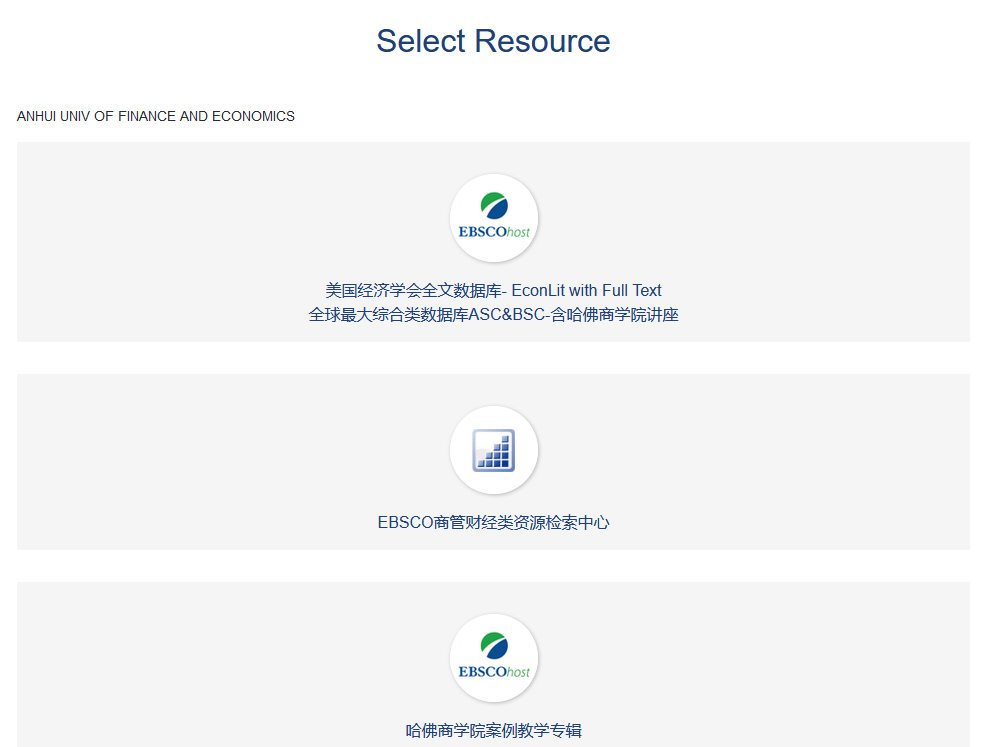 Select Resource
ANHUI UNIV OF FINANCE AND ECONOMICS
EBSCOhost
美国经济学会全文数据库- EconLit with Full Text
全球最大综合类数据库ASC&BSC-含哈佛商学院讲座
EBSCO商管财经类资源检索中心
EBSCOhost
哈佛商学院案例教学专辑